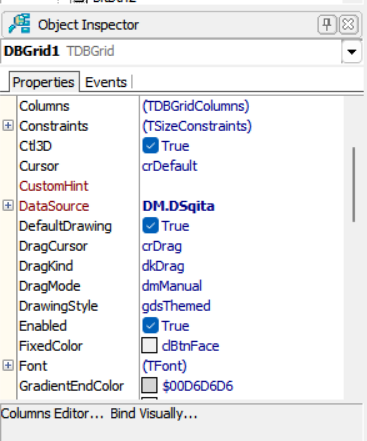 Object Inspector
DBGrid1 TDBGrid
Properties Events
Columns (TDBGridColumns)
Constraints (TSizeConstraints)
Ctl3D True
Cursor crDefault
CustomHint
DataSource DM.DSqita
DefaultDrawing True
DragCursor crDrag
DragKind dkDrag
DragMode dmManual
DrawingStyle gdsThemed
Enabled True
FixedColor clBtnFace
Font (TFont)
GradientEndColor $00D6D6D6
Columns Editor... Bind Visually...